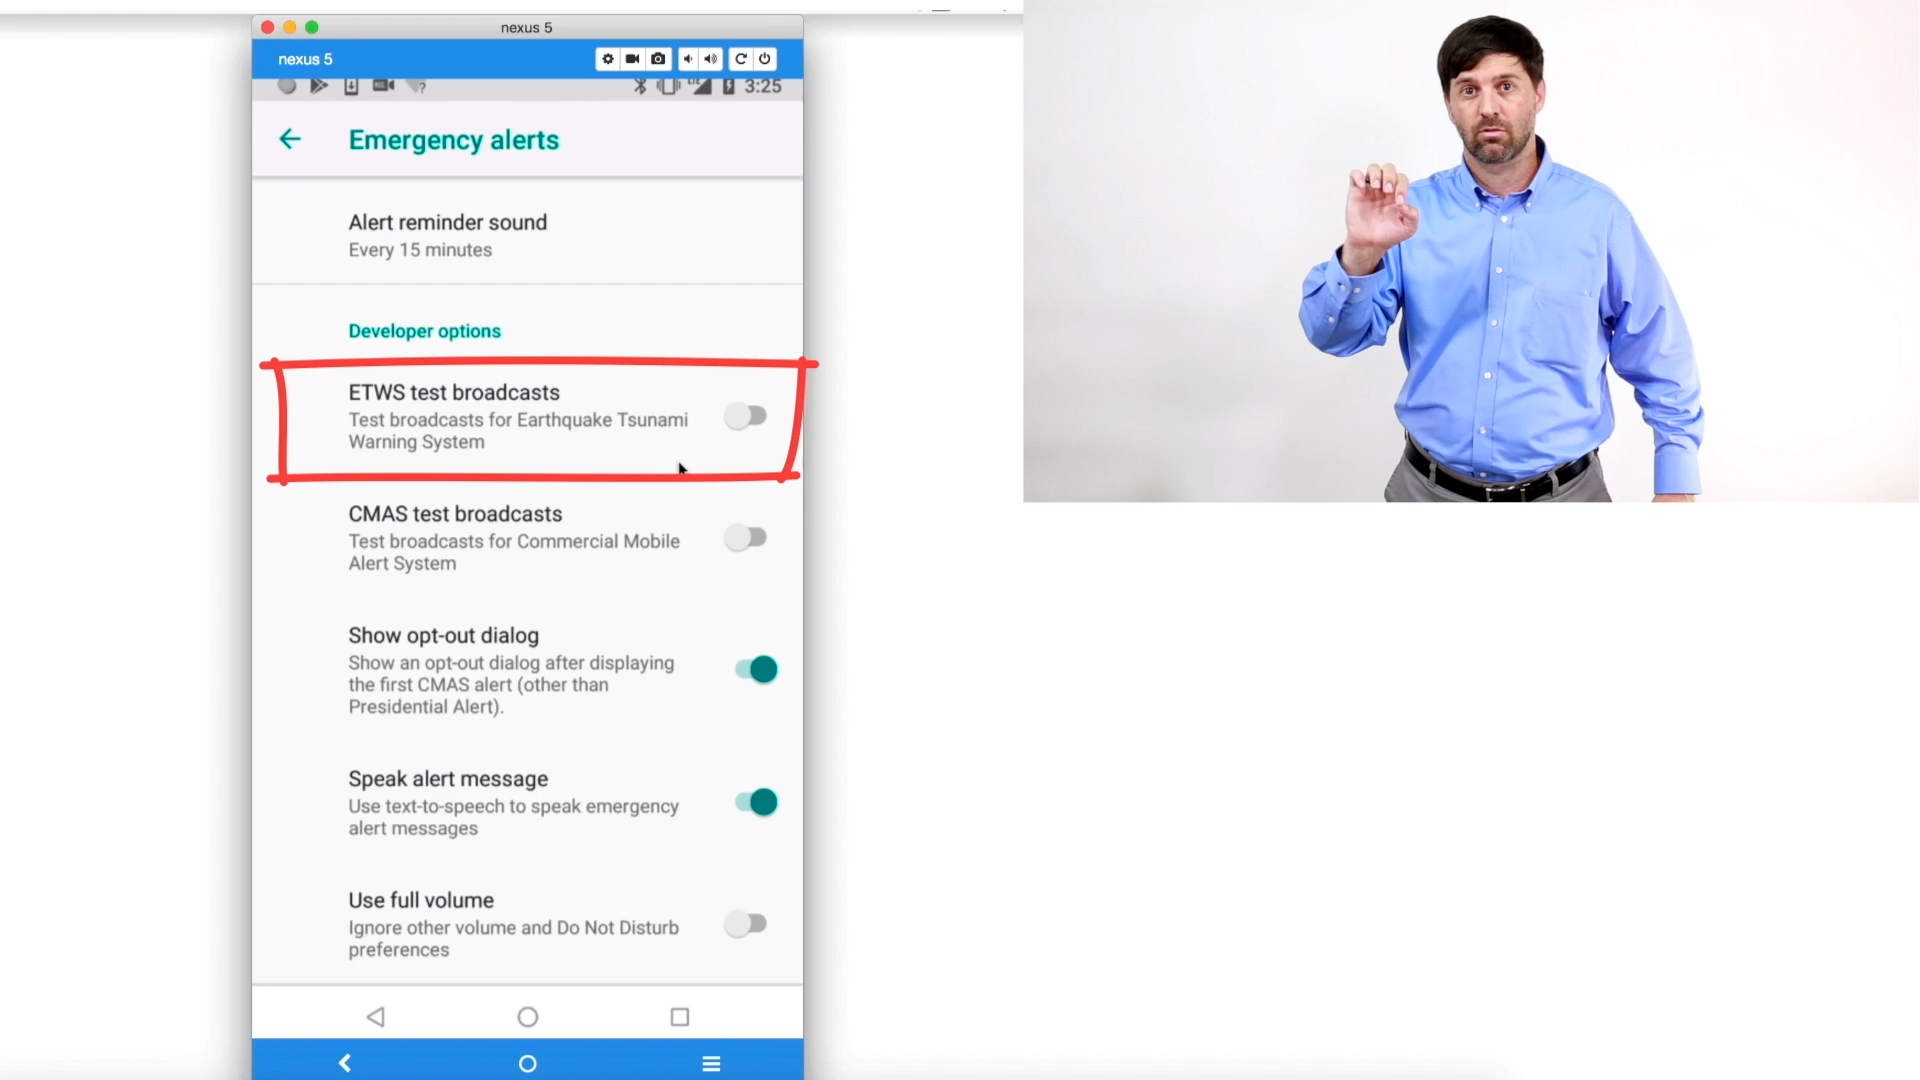 nexus 5
nexus 5
3:25
Emergency alerts
Alert reminder sound
Every 15 minutes
Developer options
ETWS test broadcasts
Test broadcasts for Earthquake Tsunami
Warning System
CMAS test broadcasts
Test broadcasts for Commercial Mobile
Alert System
Show opt-out dialog
Show an opt-out dialog after displaying
the first CMAS alert (other than
Presidential Alert).
Speak alert message
Use text-to-speech to speak emergency
alert messages
Use full volume
Ignore other volume and Do Not Disturb
preferences